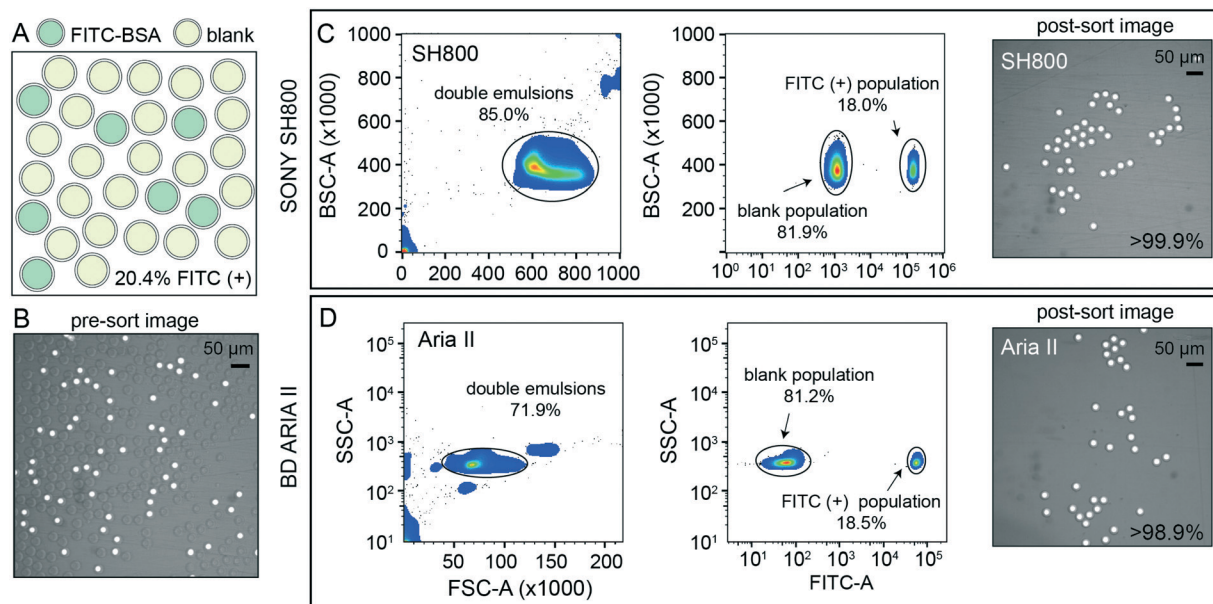 A
FITC-BSA
blank
20.4% FITC (+)
B
pre-sort image
50 µm
SONY SH800
C
SH800
BSC-A (x1000)
1000
800
600
400
200
0
double emulsions
85.0%
0 200 400 600 800 1000
BSC-A (x1000)
1000
800
600
400
200
0
FITC (+) population
18.0%
blank population
81.9%
10⁰ 10¹ 10² 10³ 10⁴ 10⁵ 10⁶
post-sort image
SH800
50 µm
>99.9%
BD ARIA II
D
Aria II
SSC-A
10⁵
10⁴
10³
10²
10¹
double emulsions
71.9%
50 100 150 200
FSC-A (x1000)
SSC-A
10⁵
10⁴
10³
10²
10¹
blank population
81.2%
FITC (+) population
18.5%
10¹ 10² 10³ 10⁴ 10⁵
FITC-A
post-sort image
Aria II
50 µm
>98.9%